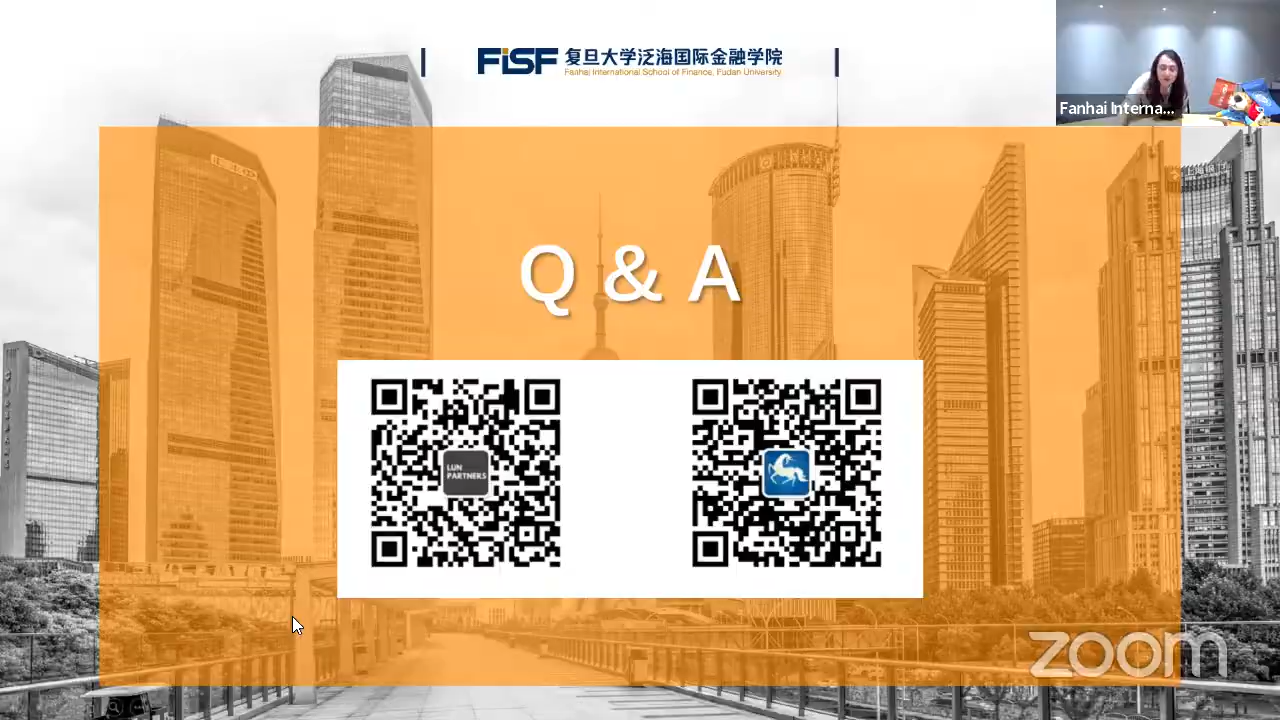 FISF 复旦大学泛海国际金融学院
Fanhai International School of Finance, Fudan University
Fanhai Interna...
Q & A
LUN
PARTNERS
zoom